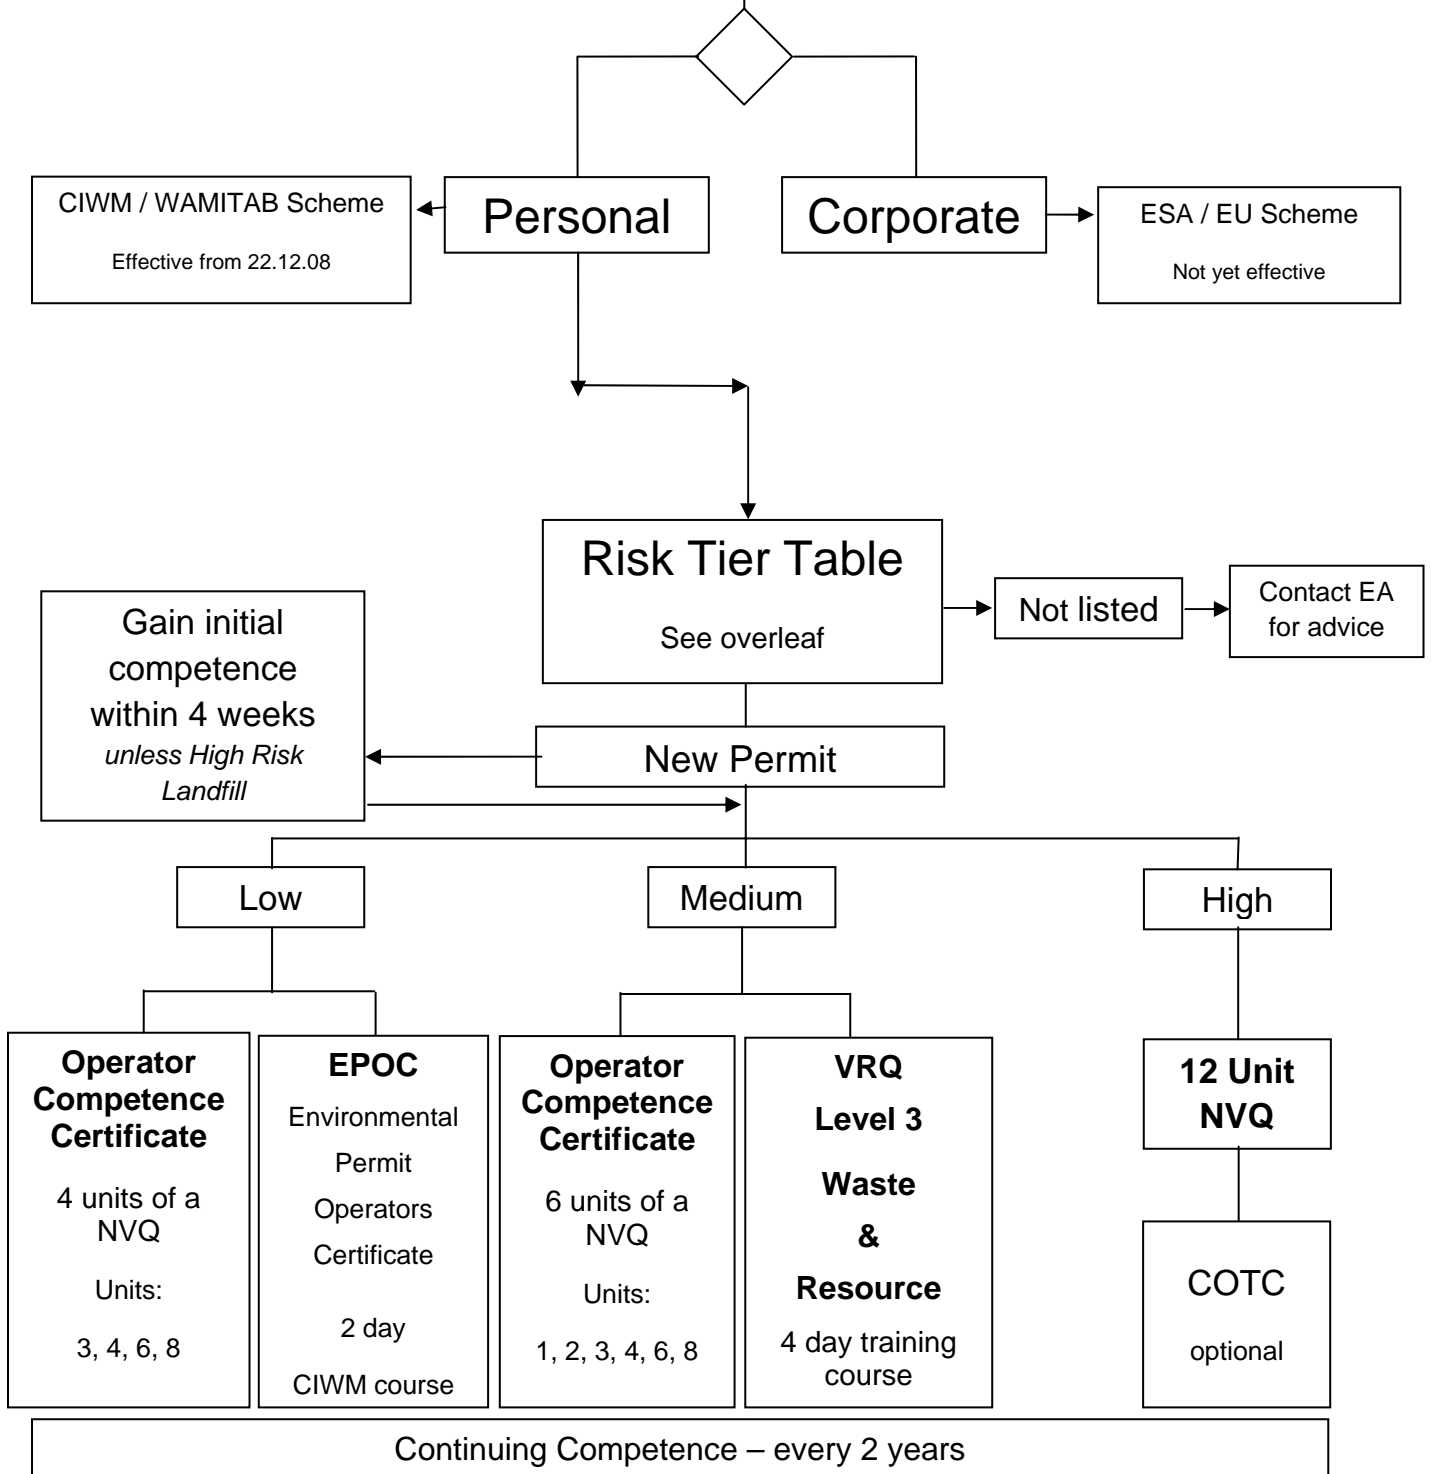 CIWM / WAMITAB Scheme
Effective from 22.12.08
Personal
Corporate
ESA / EU Scheme
Not yet effective
Risk Tier Table
See overleaf
Not listed
Contact EA
for advice
Gain initial
competence
within 4 weeks
unless High Risk
Landfill
New Permit
Low
Medium
High
Operator
Competence
Certificate
4 units of a
NVQ
Units:
3, 4, 6, 8
EPOC
Environmental
Permit
Operators
Certificate
2 day
CIWM course
Operator
Competence
Certificate
6 units of a
NVQ
Units:
1, 2, 3, 4, 6, 8
VRQ
Level 3
Waste
&
Resource
4 day training
course
12 Unit
NVQ
COTC
optional
Continuing Competence – every 2 years